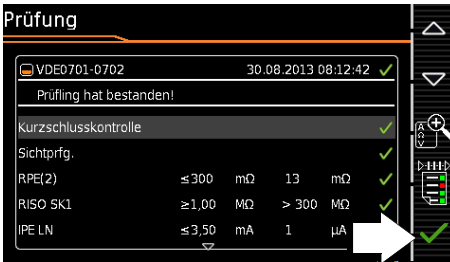 Prüfung
VDE0701-0702 30.08.2013 08:12:42
Prüfling hat bestanden!
Kurzschlusskontrolle
Sichtprfg.
RPE(2) ≤300 mΩ 13 mΩ
RISO SK1 ≥1,00 MΩ > 300 MΩ
IPE LN ≤3,50 mA 1 µA
A
Ω
V